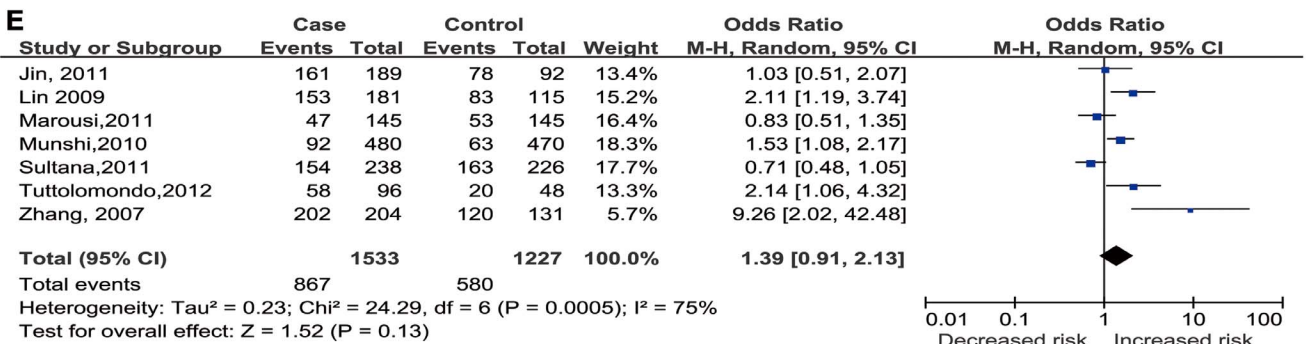 E
Case Control Odds Ratio Odds Ratio
Study or Subgroup Events Total Events Total Weight M-H, Random, 95% CI M-H, Random, 95% CI
Jin, 2011 161 189 78 92 13.4% 1.03 [0.51, 2.07]
Lin 2009 153 181 83 115 15.2% 2.11 [1.19, 3.74]
Marousi,2011 47 145 53 145 16.4% 0.83 [0.51, 1.35]
Munshi,2010 92 480 63 470 18.3% 1.53 [1.08, 2.17]
Sultana,2011 154 238 163 226 17.7% 0.71 [0.48, 1.05]
Tuttolomondo,2012 58 96 20 48 13.3% 2.14 [1.06, 4.32]
Zhang, 2007 202 204 120 131 5.7% 9.26 [2.02, 42.48]
Total (95% CI) 1533 1227 100.0% 1.39 [0.91, 2.13]
Total events 867 580
Heterogeneity: Tau² = 0.23; Chi² = 24.29, df = 6 (P = 0.0005); I² = 75%
Test for overall effect: Z = 1.52 (P = 0.13)
0.01 0.1 1 10 100
Decreased risk Increased risk